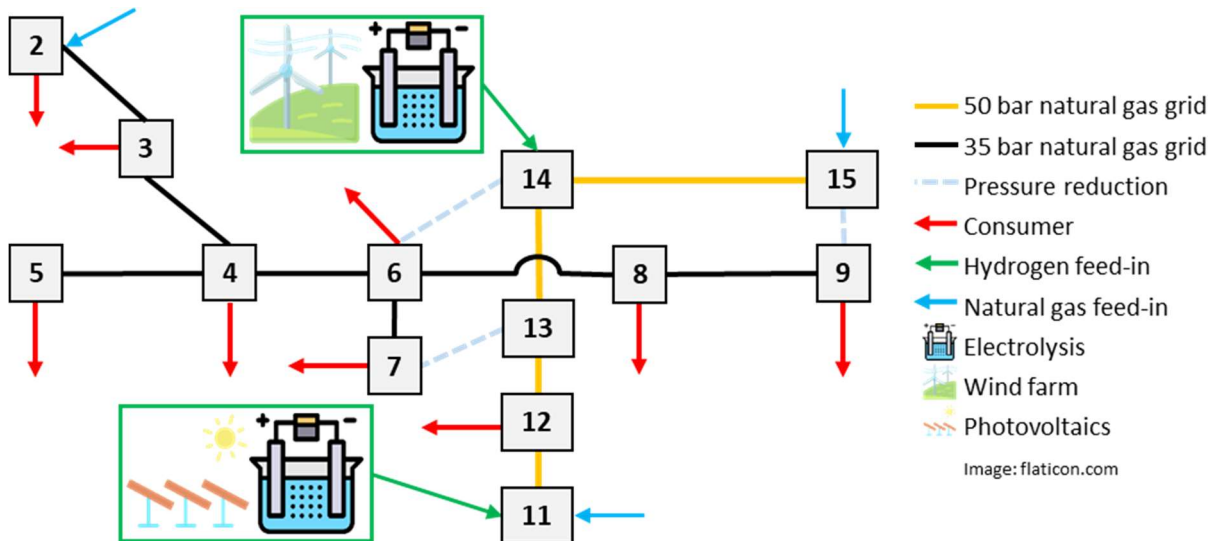 2
+ −
3
14
15
5
4
6
8
9
13
7
12
+ −
11
50 bar natural gas grid
35 bar natural gas grid
Pressure reduction
Consumer
Hydrogen feed-in
Natural gas feed-in
Electrolysis
Wind farm
Photovoltaics
Image: flaticon.com